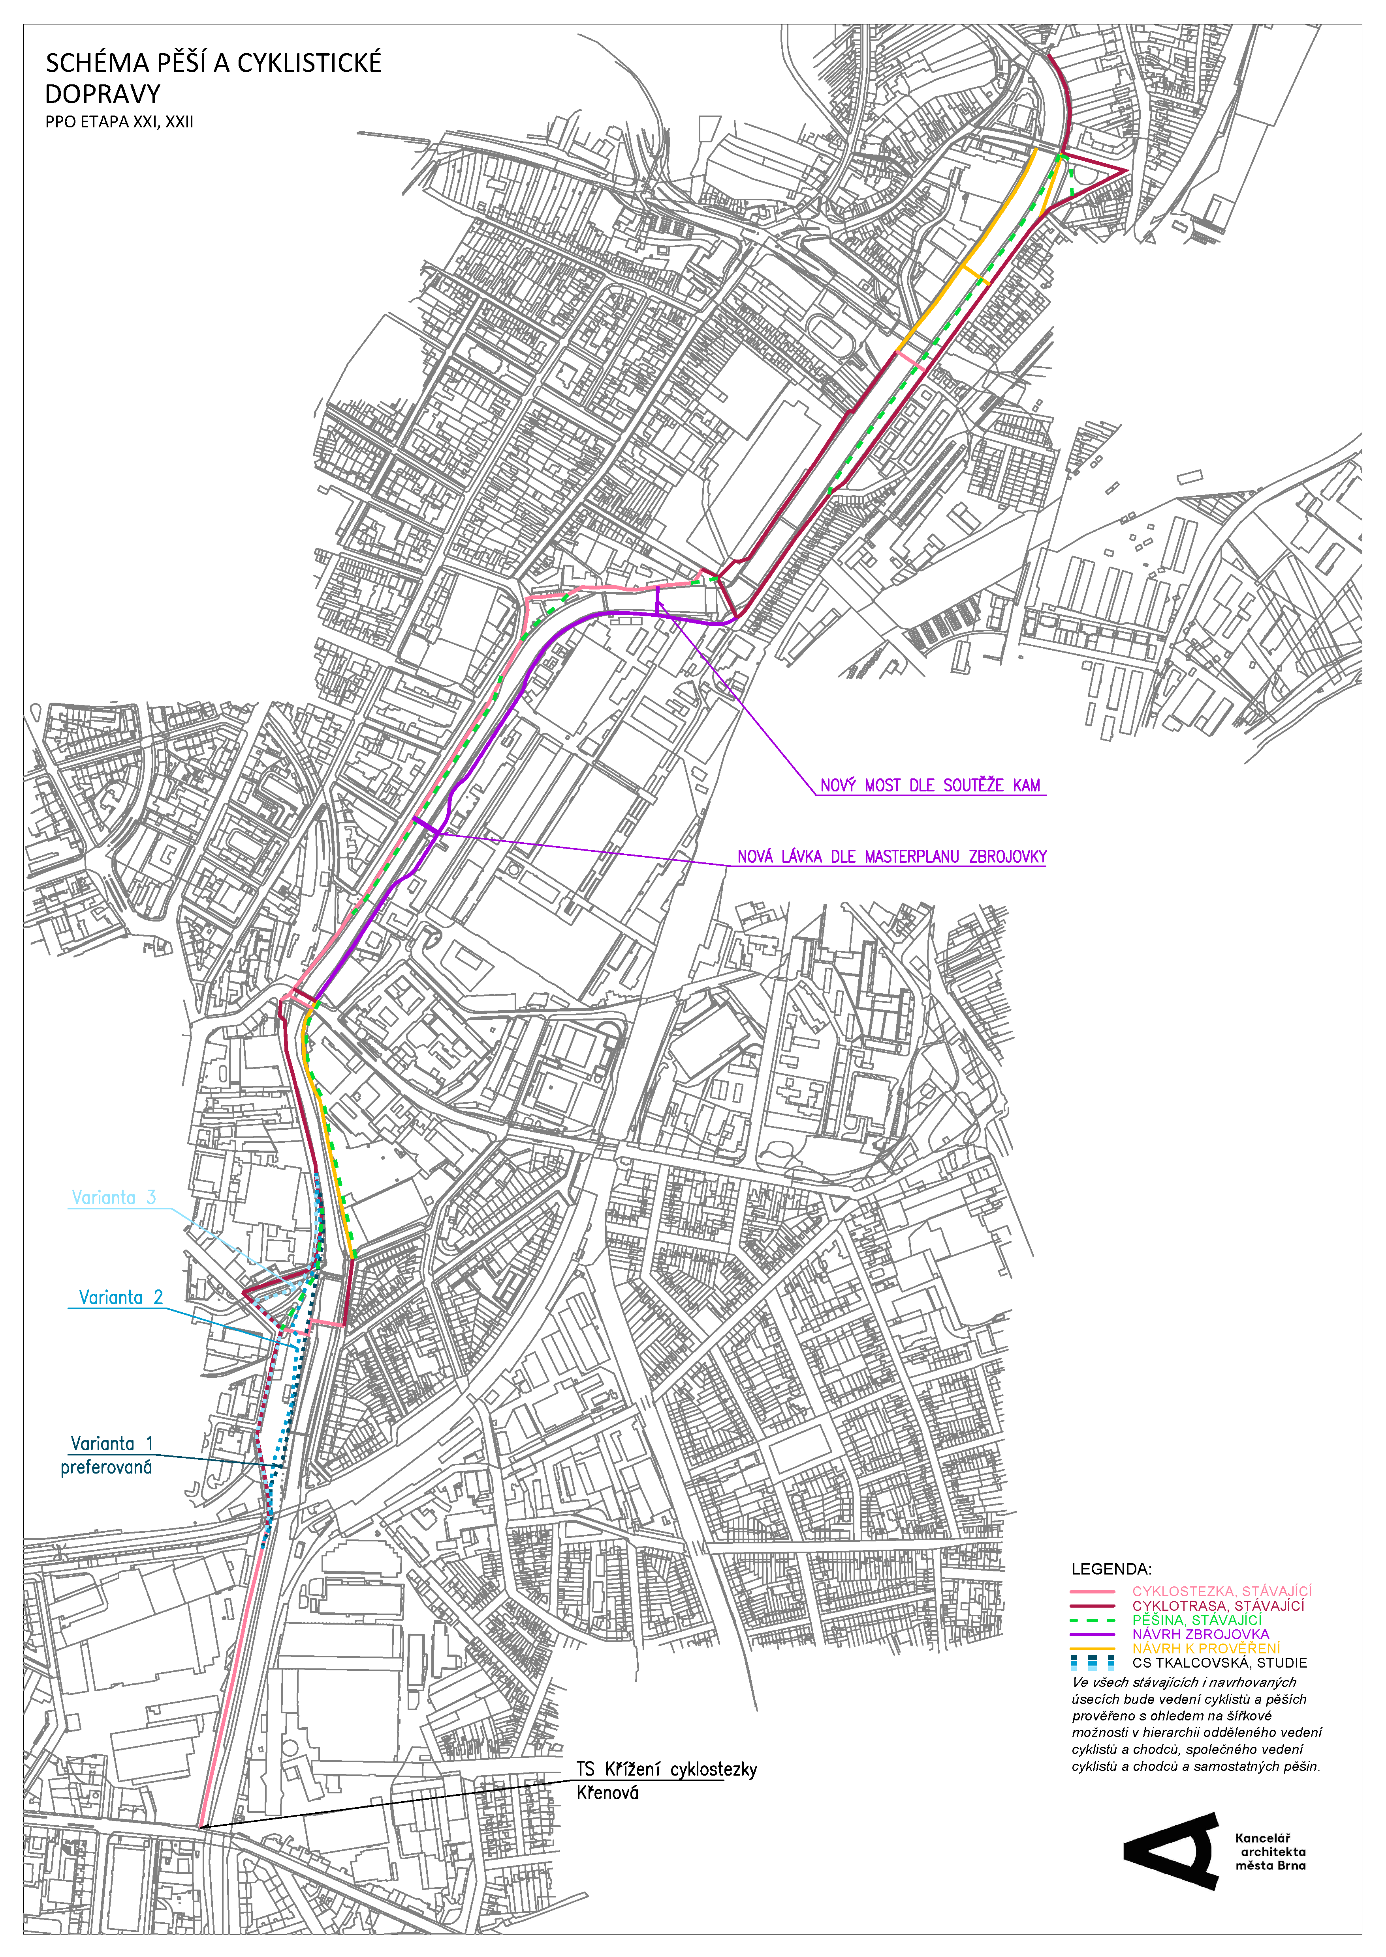 SCHÉMA PĚŠÍ A CYKLISTICKÉ
DOPRAVY
PPO ETAPA XXI, XXII
NOVÝ MOST DLE SOUTĚŽE KAM
NOVÁ LÁVKA DLE MASTERPLANU ZBROJOVKY
Varianta 3
Varianta 2
Varianta 1
preferovaná
TS Křížení cyklostezky
Křenová
LEGENDA:
CYKLOSTEZKA, STÁVAJÍCÍ
CYKLOTRASA, STÁVAJÍCÍ
PĚŠINA, STÁVAJÍCÍ
NÁVRH ZBROJOVKA
NÁVRH K PROVĚŘENÍ
CS TKALCOVSKÁ, STUDIE
Ve všech stávajících i navrhovaných
úsecích bude vedení cyklistů a pěších
prověřeno s ohledem na šířkové
možnosti v hierarchii odděleného vedení
cyklistů a chodců, společného vedení
cyklistů a chodců a samostatných pěšin.
Kancelář
architekta
města Brna